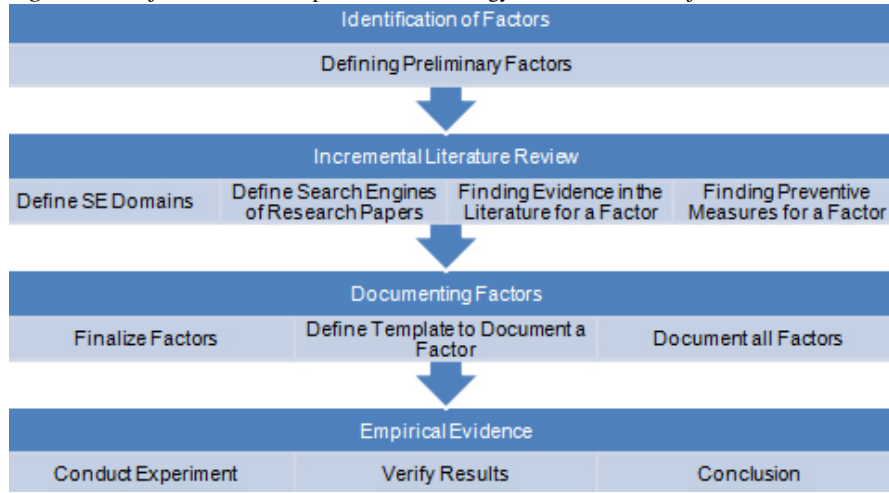 Identification of Factors
Defining Preliminary Factors
Incremental Literature Review
Define SE Domains
Define Search Engines
of Research Papers
Finding Evidence in the
Literature for a Factor
Finding Preventive
Measures for a Factor
Documenting Factors
Finalize Factors
Define Template to Document a
Factor
Document all Factors
Empirical Evidence
Conduct Experiment
Verify Results
Conclusion